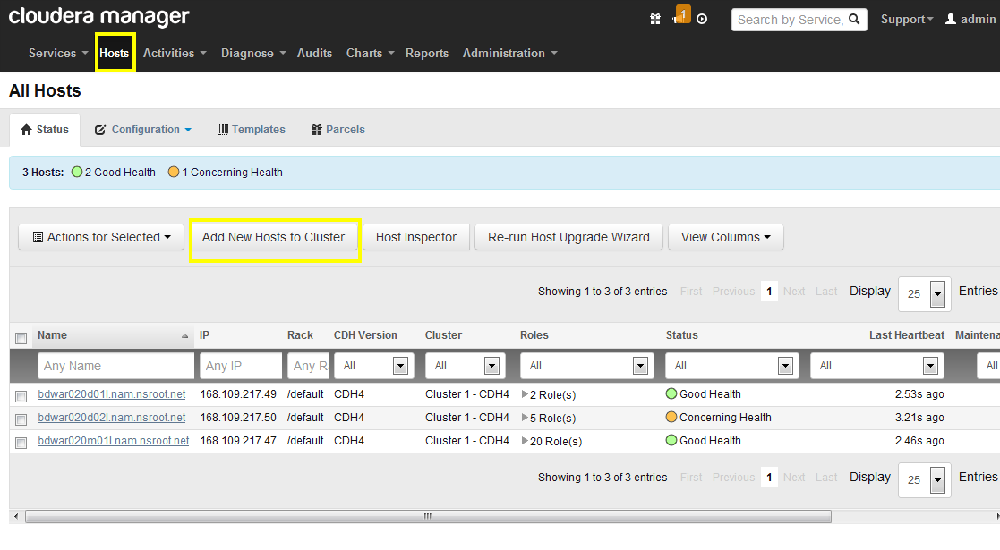 cloudera manager
1
Search by Service,
Support
admin
Services Hosts Activities Diagnose Audits Charts Reports Administration
All Hosts
Status Configuration Templates Parcels
3 Hosts: 2 Good Health 1 Concerning Health
Actions for Selected Add New Hosts to Cluster Host Inspector Re-run Host Upgrade Wizard View Columns
Showing 1 to 3 of 3 entries First Previous 1 Next Last Display 25 Entries
Name IP Rack CDH Version Cluster Roles Status Last Heartbeat Maintena
Any Name Any IP Any R All All All All All All
bdwar020d01l.nam.nsroot.net 168.109.217.49 /default CDH4 Cluster 1 - CDH4 2 Role(s) Good Health 2.53s ago
bdwar020d02l.nam.nsroot.net 168.109.217.50 /default CDH4 Cluster 1 - CDH4 5 Role(s) Concerning Health 3.21s ago
bdwar020m01l.nam.nsroot.net 168.109.217.47 /default CDH4 Cluster 1 - CDH4 20 Role(s) Good Health 2.46s ago
Showing 1 to 3 of 3 entries First Previous 1 Next Last Display 25 Entries